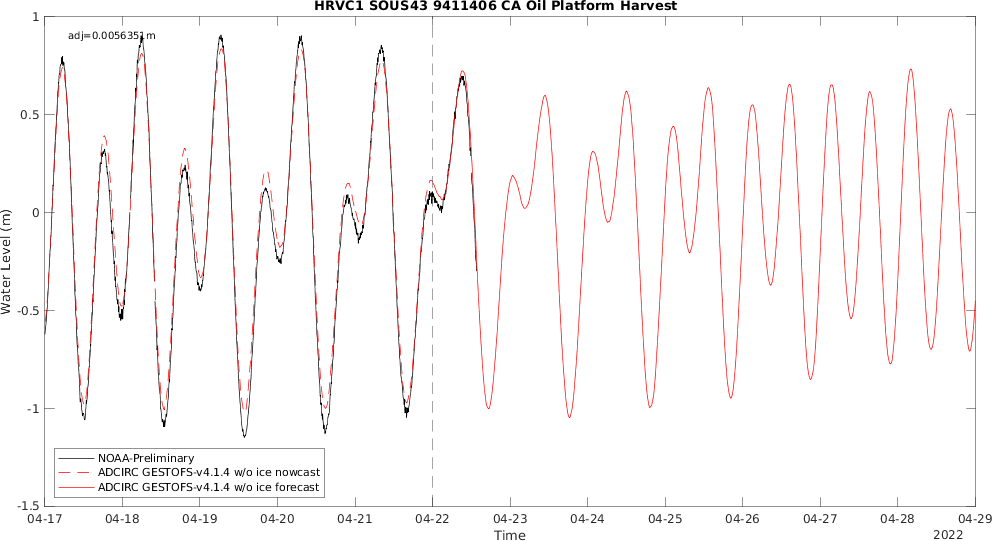 HRVC1 SOUS43 9411406 CA Oil Platform Harvest
adj=0.0056351m
1
0.5
0
-0.5
-1
-1.5
Water Level (m)
NOAA-Preliminary
ADCIRC GESTOFS-v4.1.4 w/o ice nowcast
ADCIRC GESTOFS-v4.1.4 w/o ice forecast
04-17 04-18 04-19 04-20 04-21 04-22 04-23 04-24 04-25 04-26 04-27 04-28 04-29
Time
2022